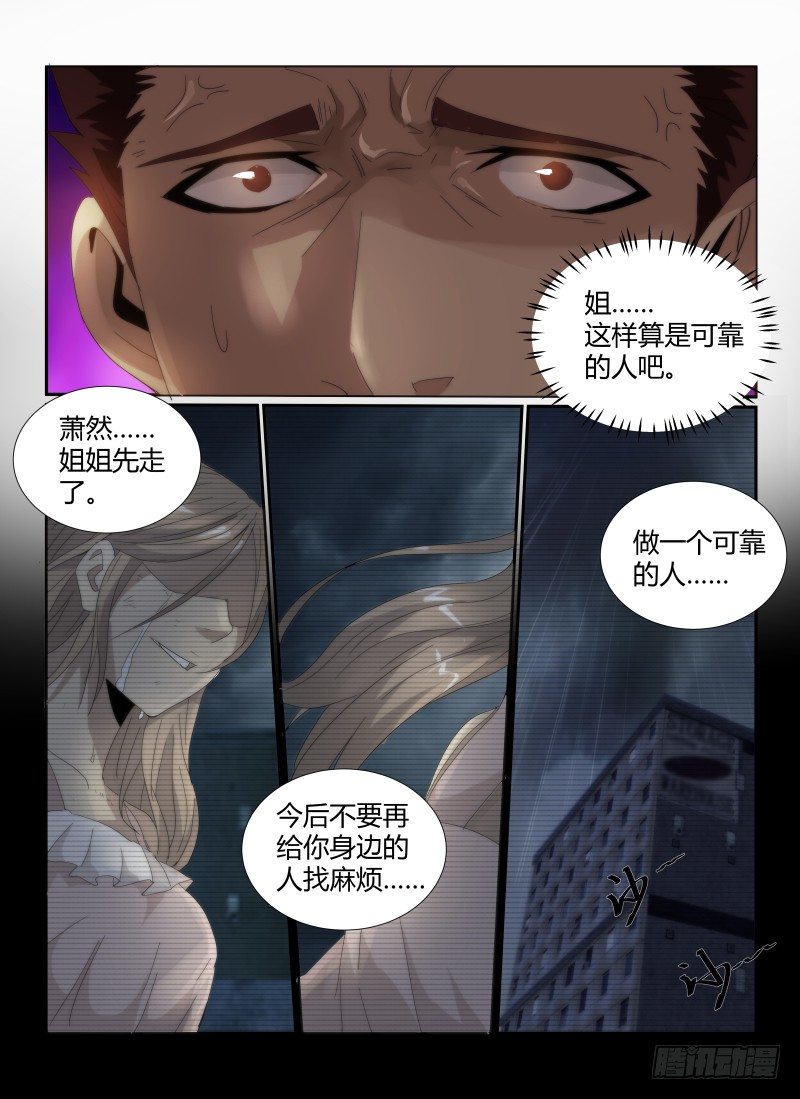 姐……
这样算是可靠
的人吧。
萧然……
姐姐先走
了。
今后不要再
给你身边的
人找麻烦……
做一个可靠
的人……
沙
沙
腾讯动漫